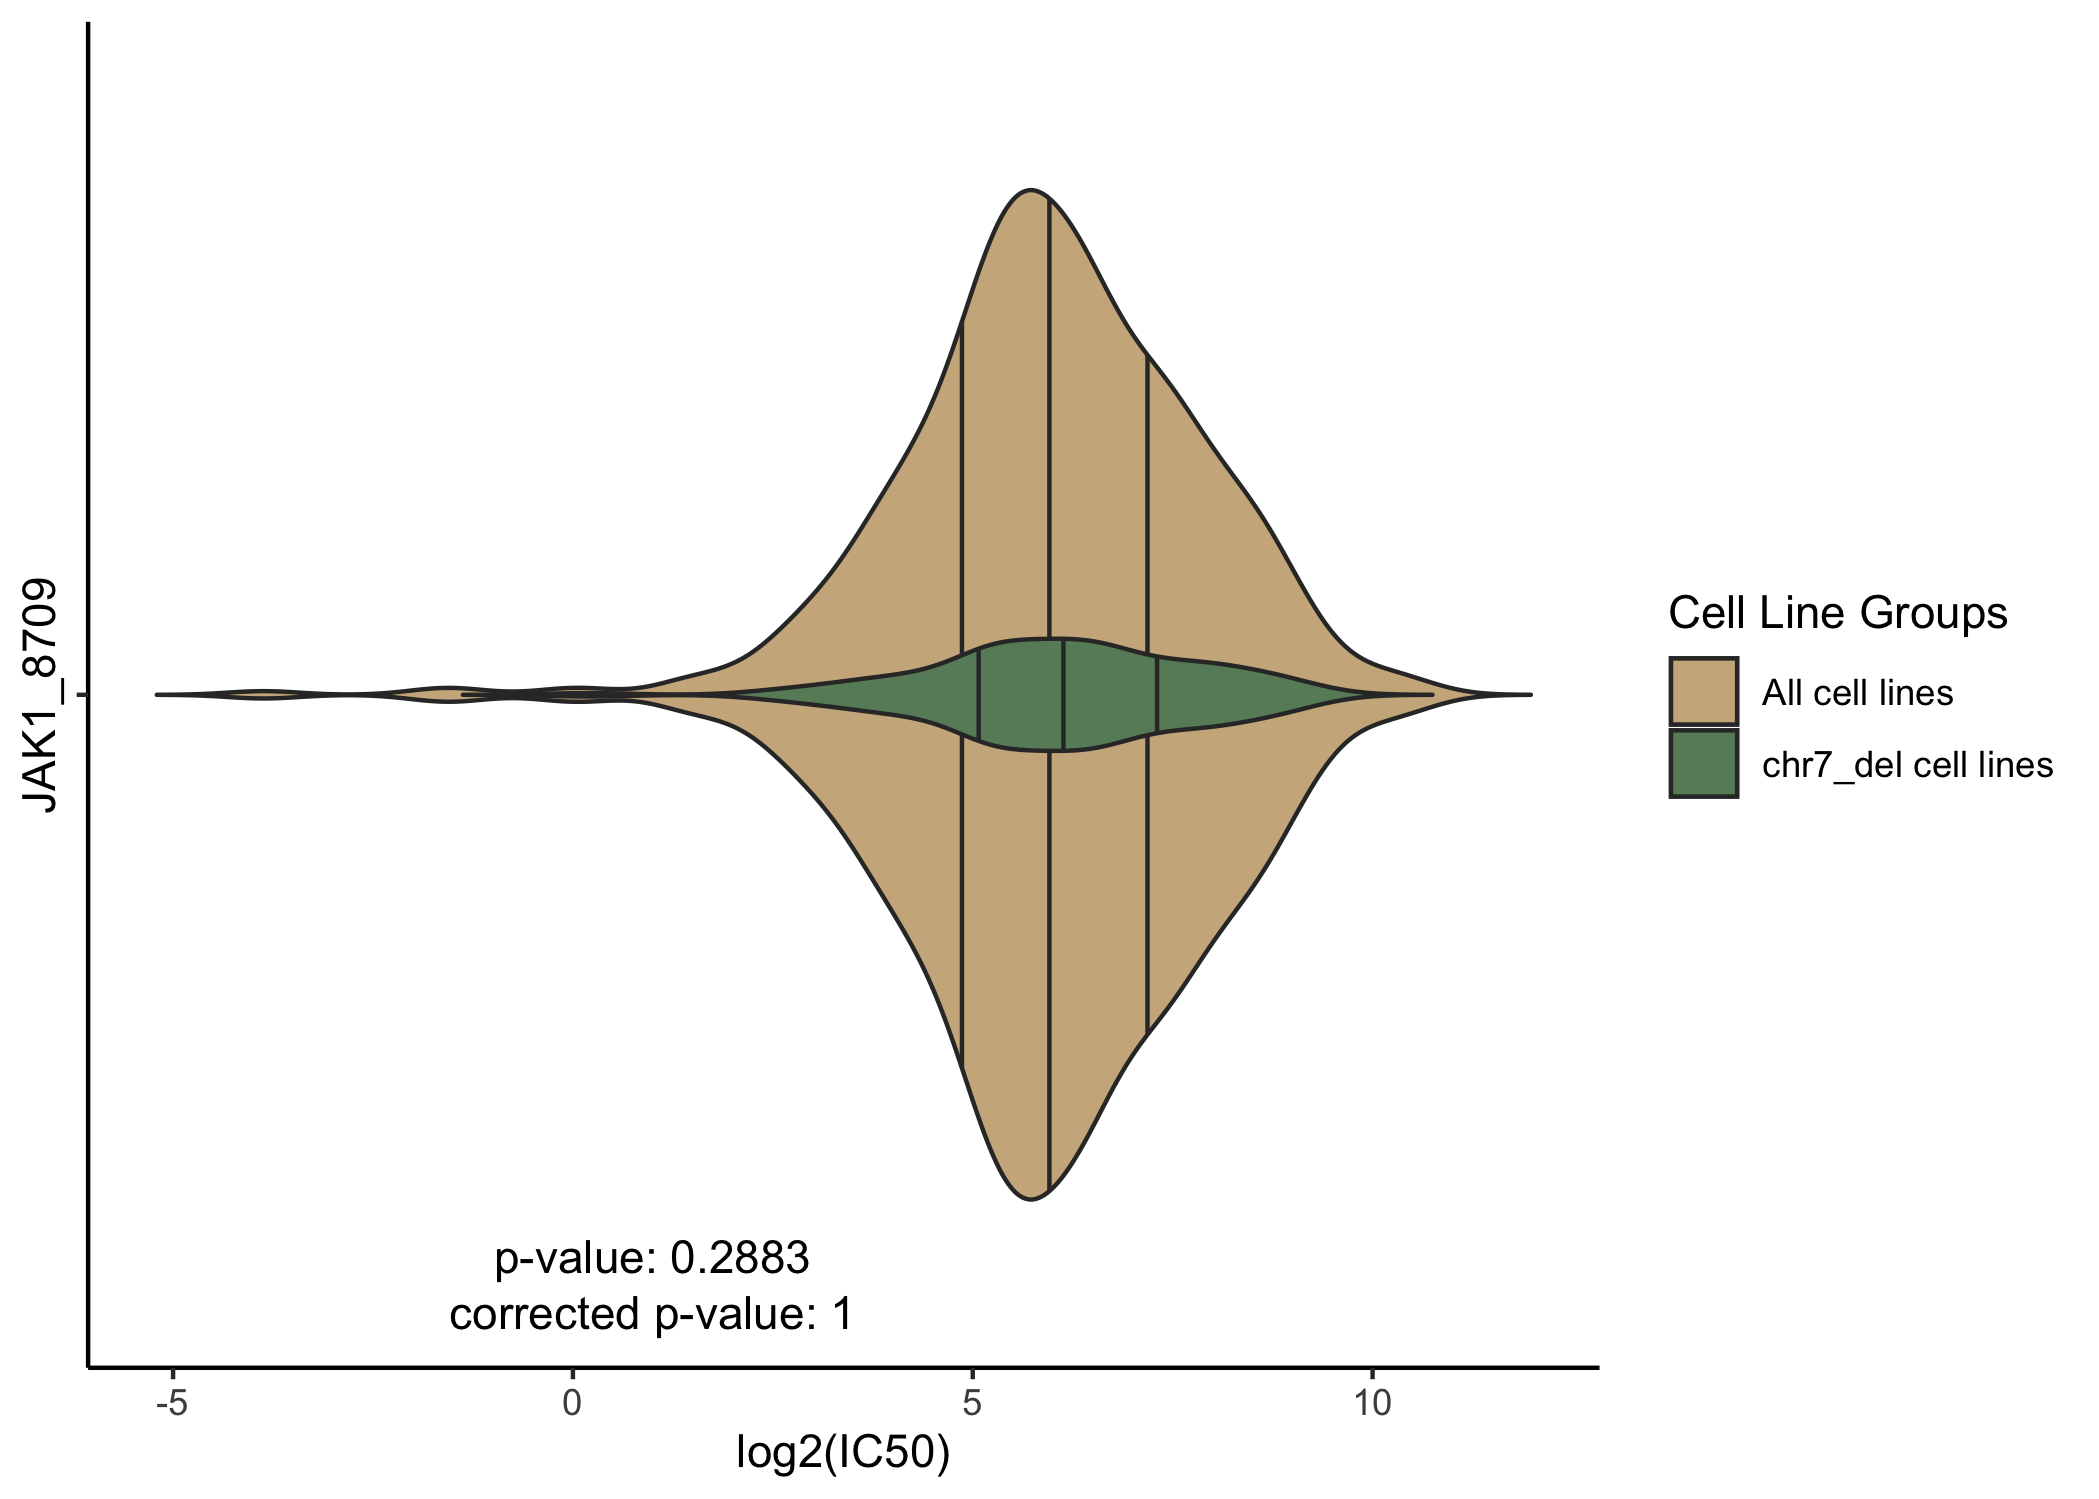 JAK1_8709
p-value: 0.2883
corrected p-value: 1
-5 0 5 10
log2(IC50)
Cell Line Groups
All cell lines
chr7_del cell lines